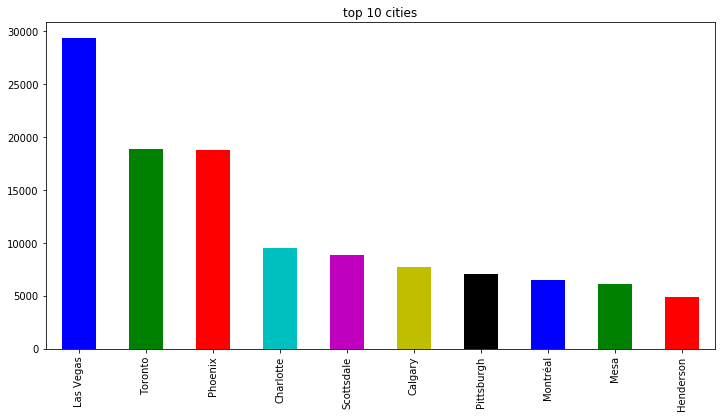 top 10 cities
30000
25000
20000
15000
10000
5000
0
Las Vegas
Toronto
Phoenix
Charlotte
Scottsdale
Calgary
Pittsburgh
Montréal
Mesa
Henderson